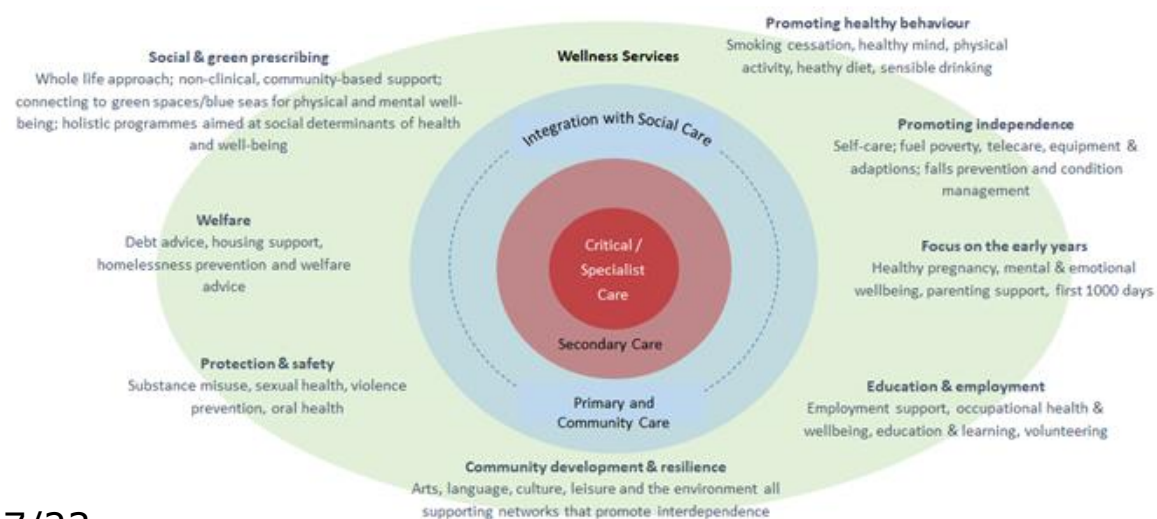 Promoting healthy behaviour
Smoking cessation, healthy mind, physical
activity, heathy diet, sensible drinking
Wellness Services
Social & green prescribing
Whole life approach; non-clinical, community-based support;
connecting to green spaces/blue seas for physical and mental well-
being; holistic programmes aimed at social determinants of health
and well-being
Integration with Social Care
Promoting independence
Self-care; fuel poverty, telecare, equipment &
adaptions; falls prevention and condition
management
Welfare
Debt advice, housing support,
homelessness prevention and welfare
advice
Critical /
Specialist
Care
Focus on the early years
Healthy pregnancy, mental & emotional
wellbeing, parenting support, first 1000 days
Secondary Care
Protection & safety
Substance misuse, sexual health, violence
prevention, oral health
Primary and
Community Care
Education & employment
Employment support, occupational health &
wellbeing, education & learning, volunteering
Community development & resilience
Arts, language, culture, leisure and the environment all
supporting networks that promote interdependence